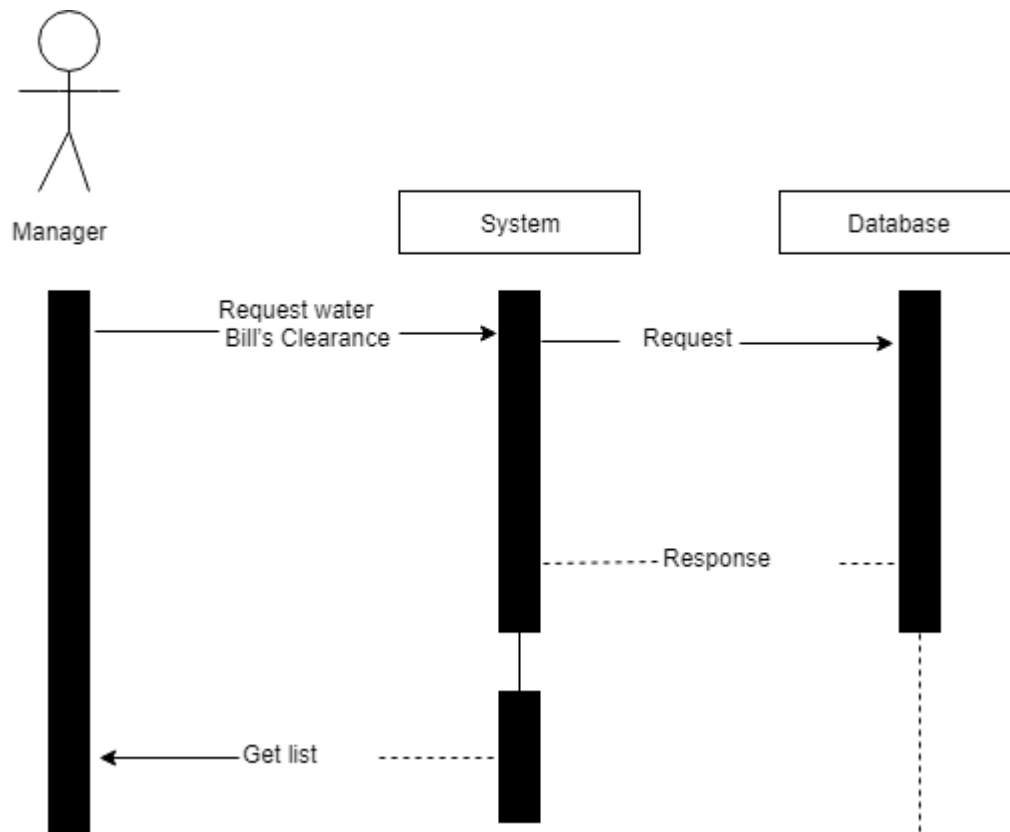 Manager
System
Database
Request water
Bill's Clearance
Request
Response
Get list